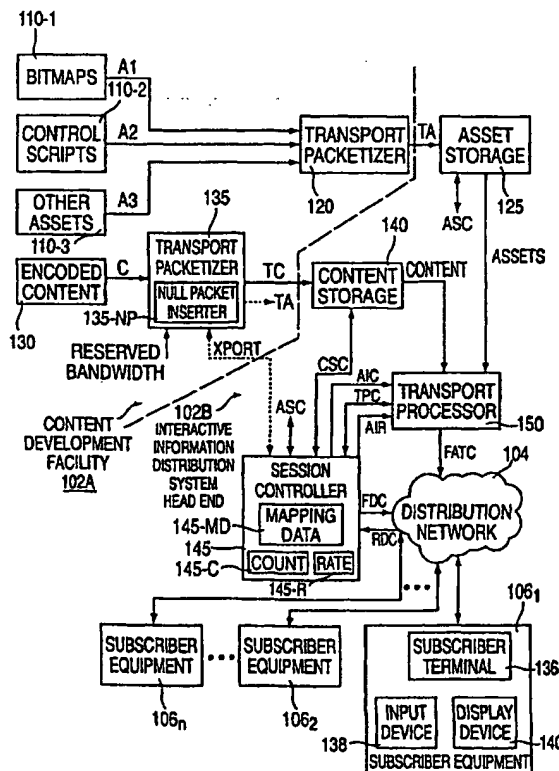 110-1
BITMAPS
A1
110-2
CONTROL
SCRIPTS
A2
TRANSPORT
PACKETIZER
120
TA
ASSET
STORAGE
125
OTHER
ASSETS
A3
110-3
ASC
ASSETS
ENCODED
CONTENT
130
C
135
TRANSPORT
PACKETIZER
NULL PACKET
INSERTER
135-NP
TC
TA
140
CONTENT
STORAGE
CONTENT
RESERVED
BANDWIDTH
XPORT
CSC
AIC
TPC
AIR
TRANSPORT
PROCESSOR
150
CONTENT
DEVELOPMENT
FACILITY
102A
102B
INTERACTIVE
INFORMATION
DISTRIBUTION
SYSTEM
HEAD END
ASC
SESSION
CONTROLLER
MAPPING
DATA
145-MD
145
COUNT
RATE
145-C
145-R
FATC
104
FDC
RDC
DISTRIBUTION
NETWORK
SUBSCRIBER
EQUIPMENT
106n
SUBSCRIBER
EQUIPMENT
1062
1061
SUBSCRIBER
TERMINAL
136
INPUT
DEVICE
138
DISPLAY
DEVICE
140
SUBSCRIBER EQUIPMENT